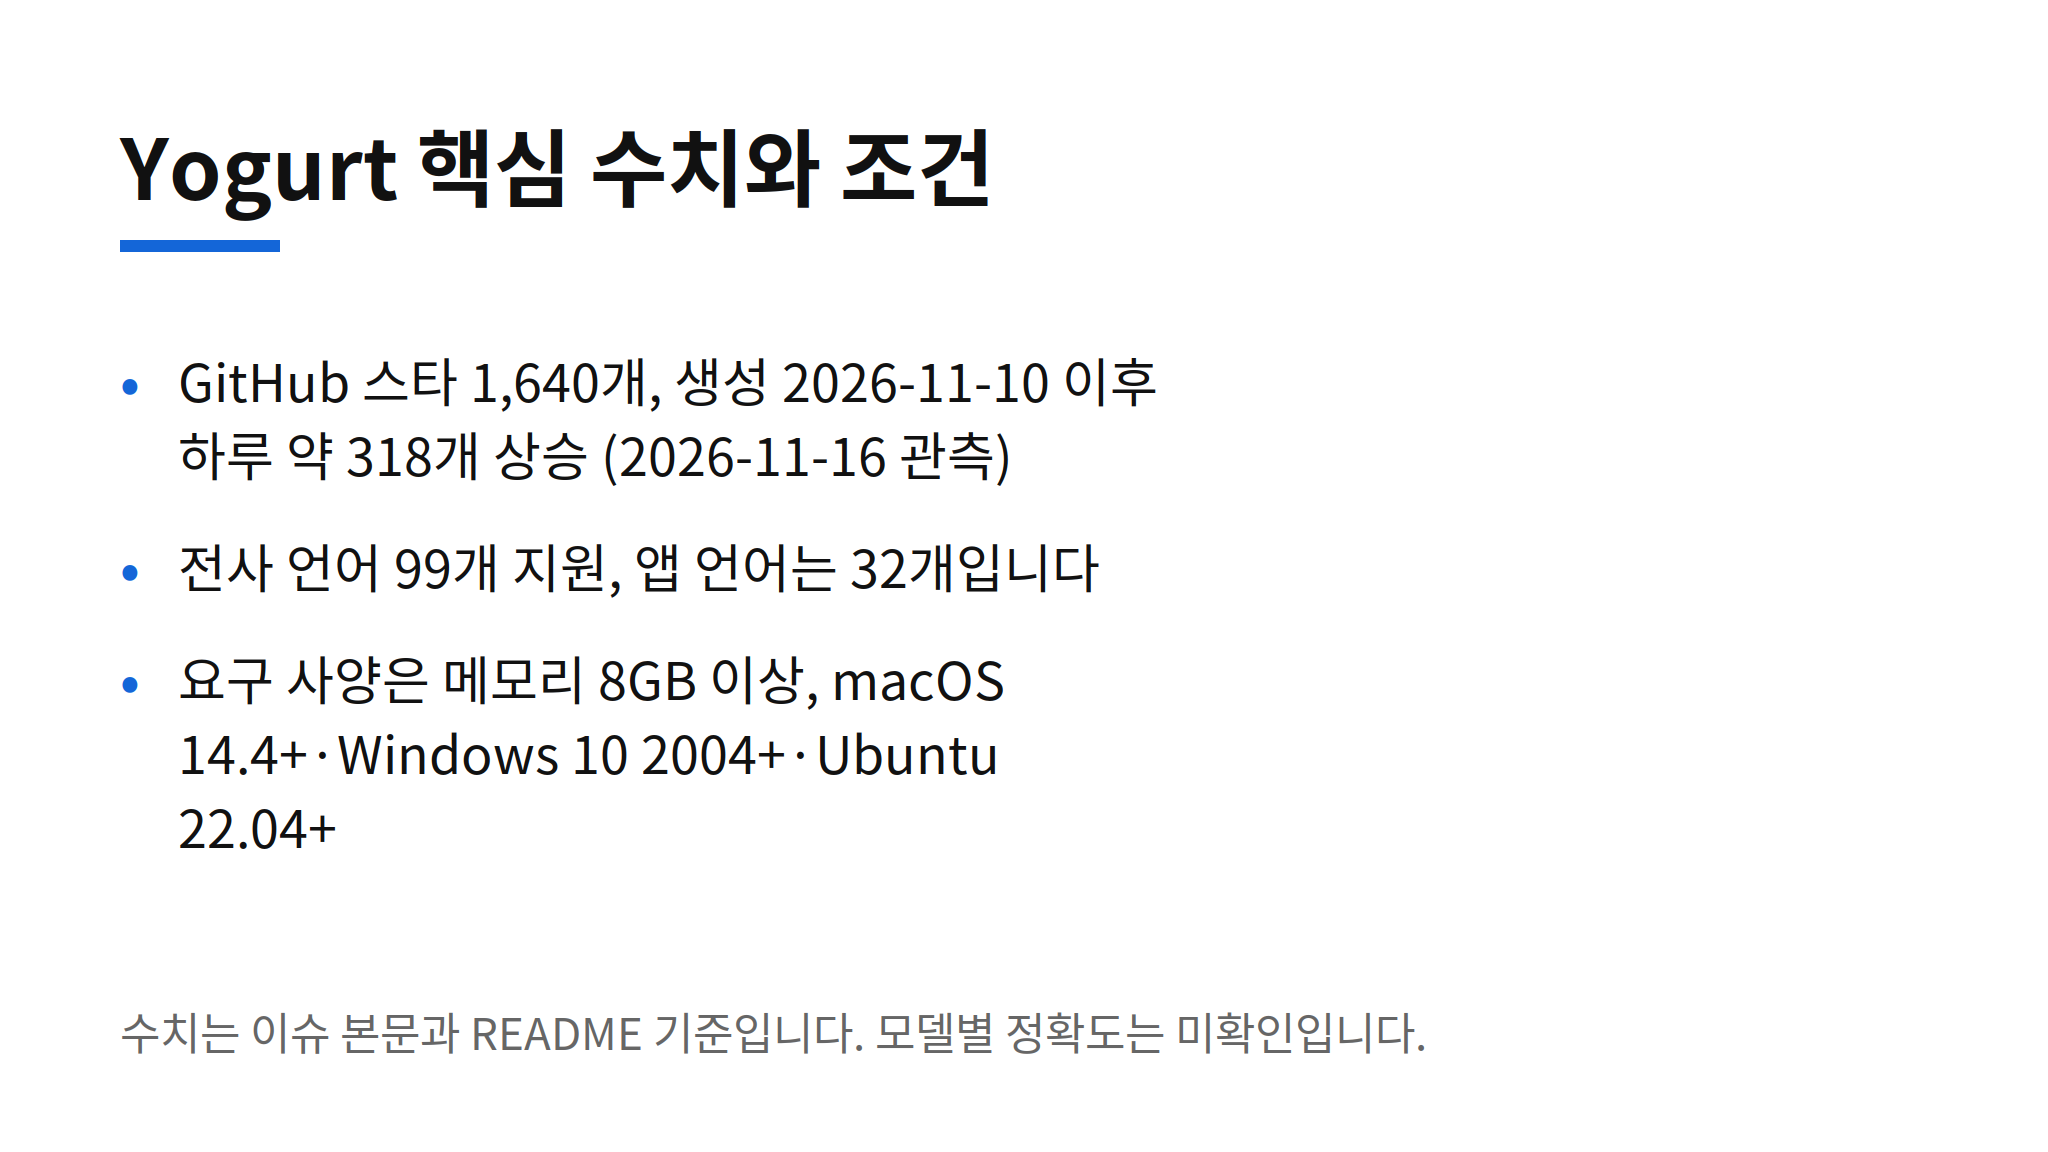 Yogurt 핵심 수치와 조건
• GitHub 스타 1,640개, 생성 2026-11-10 이후
하루 약 318개 상승 (2026-11-16 관측)
• 전사 언어 99개 지원, 앱 언어는 32개입니다
• 요구 사양은 메모리 8GB 이상, macOS
14.4+·Windows 10 2004+·Ubuntu
22.04+
수치는 이슈 본문과 README 기준입니다. 모델별 정확도는 미확인입니다.